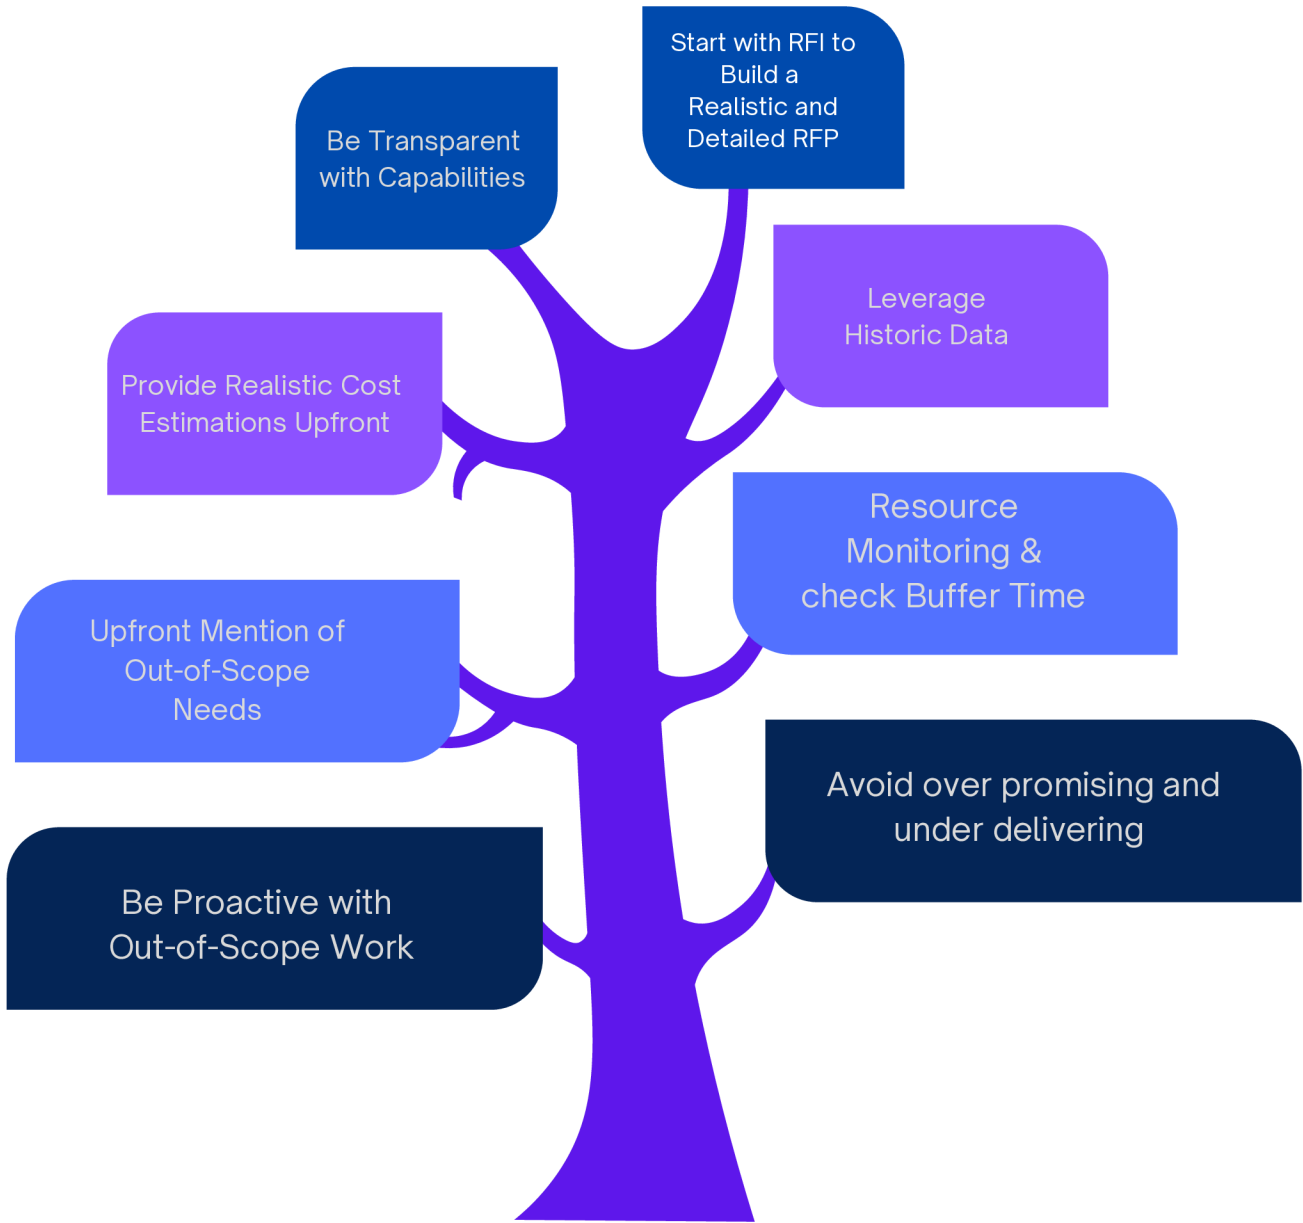 Start with RFI to
Build a
Realistic and
Detailed RFP
Be Transparent
with Capabilities
Leverage
Historic Data
Provide Realistic Cost
Estimations Upfront
Resource
Monitoring &
check Buffer Time
Upfront Mention of
Out-of-Scope
Needs
Avoid over promising and
under delivering
Be Proactive with
Out-of-Scope Work